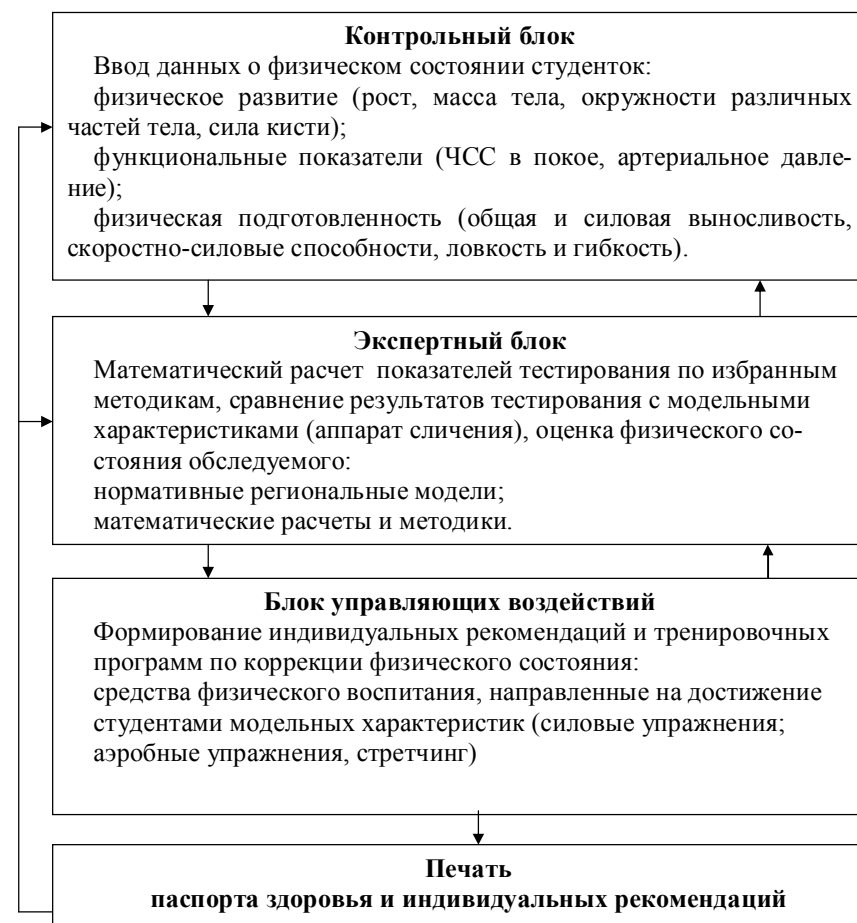 Контрольный блок
Ввод данных о физическом состоянии студенток:
физическое развитие (рост, масса тела, окружности различных
частей тела, сила кисти);
функциональные показатели (ЧСС в покое, артериальное давле-
ние);
физическая подготовленность (общая и силовая выносливость,
скоростно-силовые способности, ловкость и гибкость).
Экспертный блок
Математический расчет показателей тестирования по избранным
методикам, сравнение результатов тестирования с модельными
характеристиками (аппарат сличения), оценка физического со-
стояния обследуемого:
нормативные региональные модели;
математические расчеты и методики.
Блок управляющих воздействий
Формирование индивидуальных рекомендаций и тренировочных
программ по коррекции физического состояния:
средства физического воспитания, направленные на достижение
студентами модельных характеристик (силовые упражнения;
аэробные упражнения, стретчинг)
Печать
паспорта здоровья и индивидуальных рекомендаций